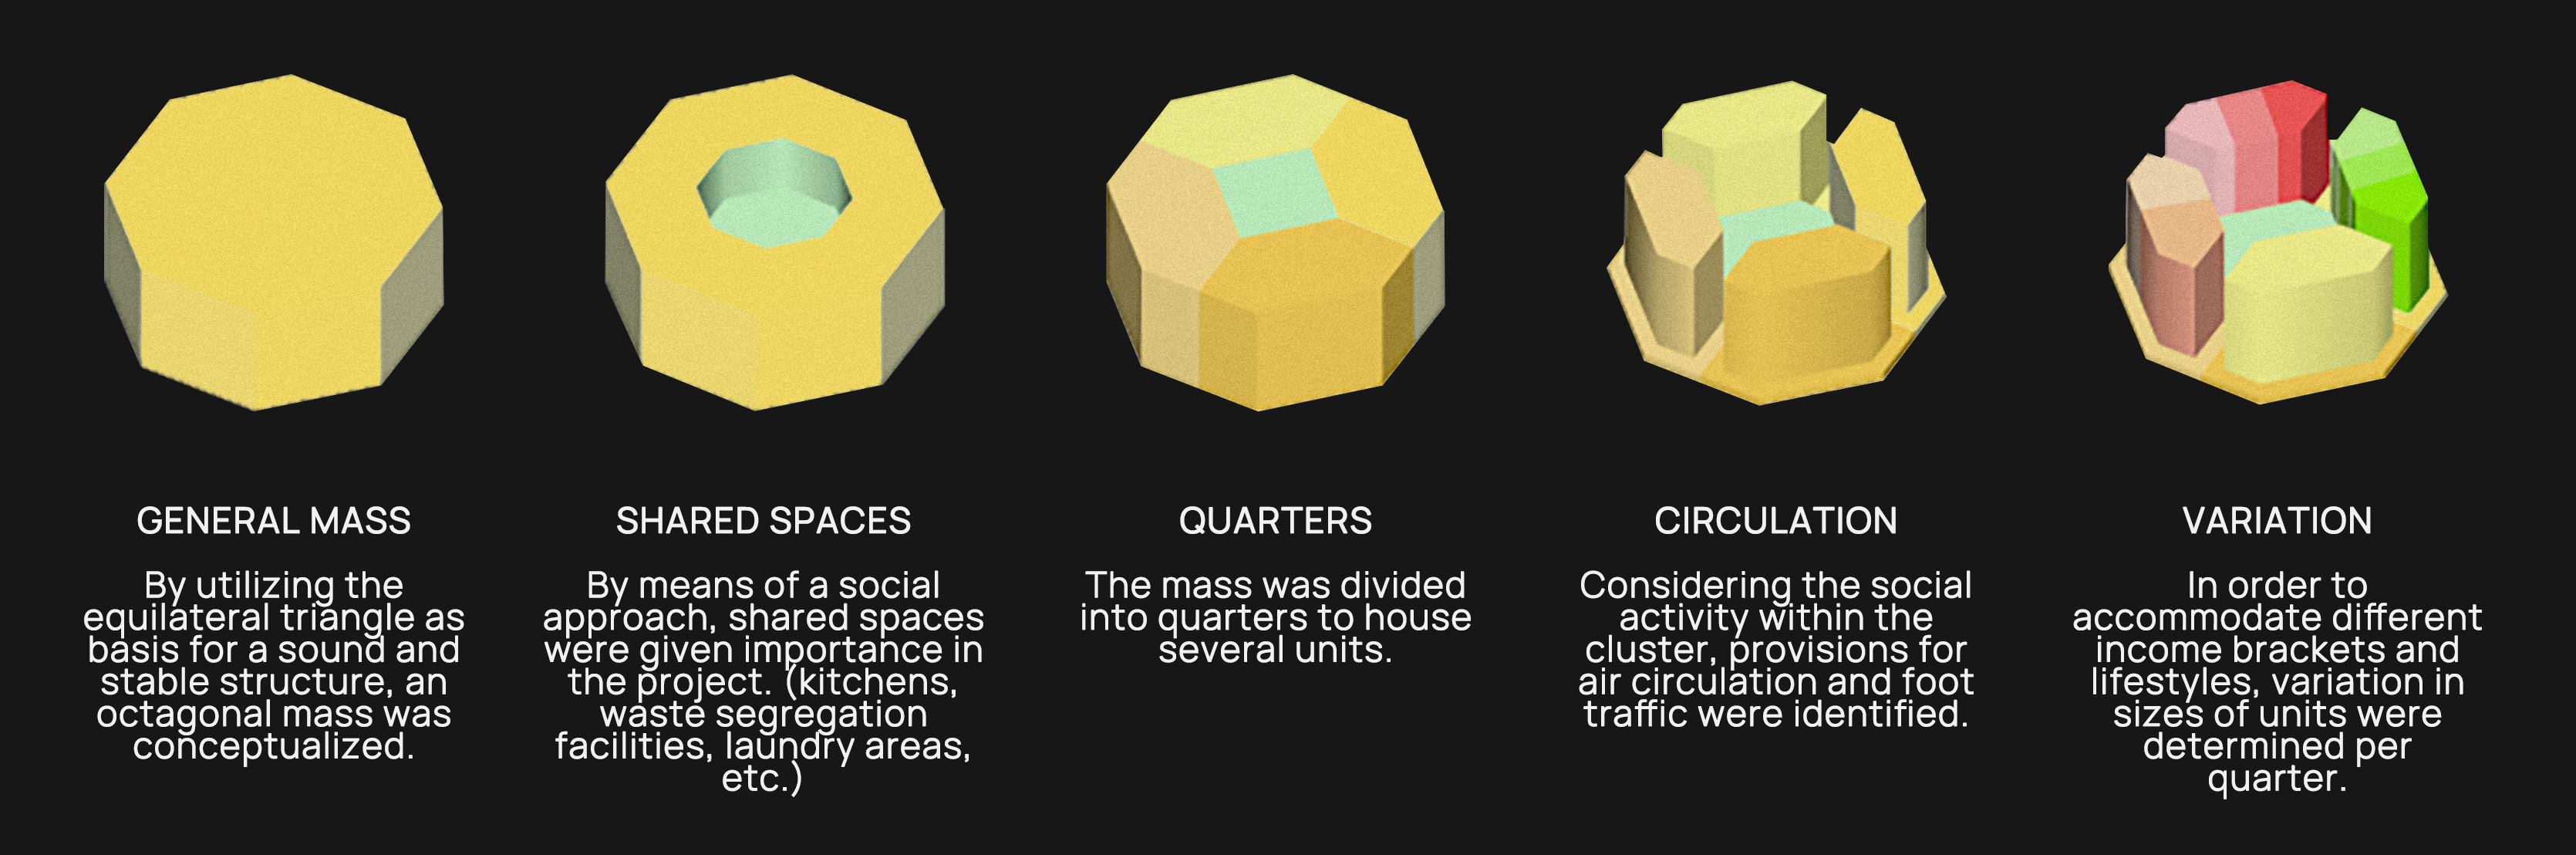 GENERAL MASS
By utilizing the
equilateral triangle as
basis for a sound and
stable structure, an
octagonal mass was
conceptualized.
SHARED SPACES
By means of a social
approach, shared spaces
were given importance in
the project. (kitchens,
waste segregation
facilities, laundry areas,
etc.)
QUARTERS
The mass was divided
into quarters to house
several units.
CIRCULATION
Considering the social
activity within the
cluster, provisions for
air circulation and foot
traffic were identified.
VARIATION
In order to
accommodate different
income brackets and
lifestyles, variation in
sizes of units were
determined per
quarter.